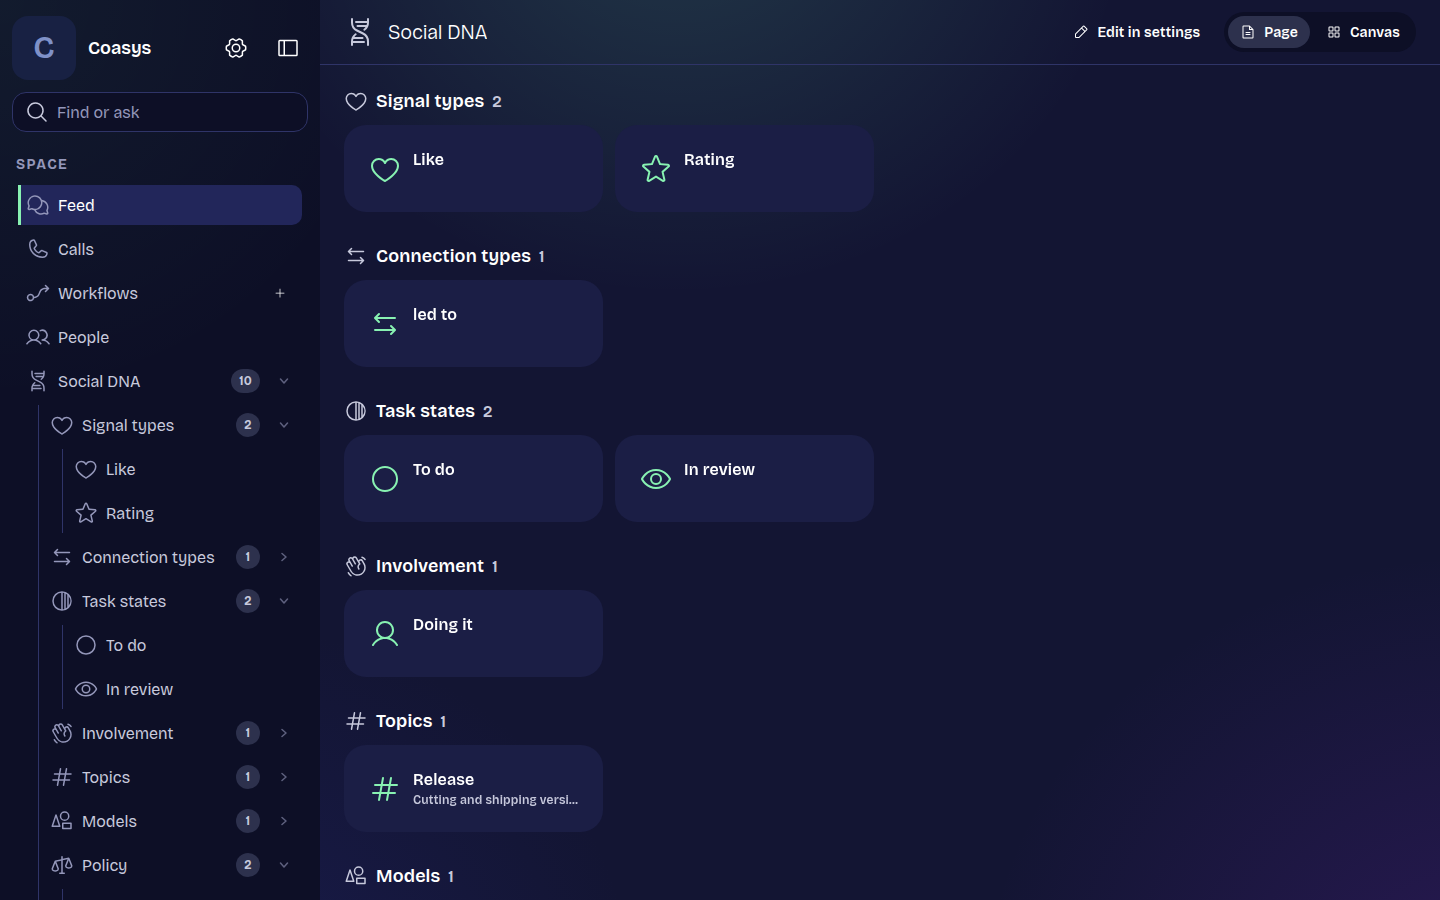 C
Coasys
Find or ask
SPACE
Feed
Calls
Workflows
+
People
Social DNA
10
Signal types
2
Like
Rating
Connection types
1
Task states
2
To do
In review
Involvement
1
Topics
1
Models
1
Policy
2
Social DNA
Edit in settings
Page
Canvas
Signal types 2
Like
Rating
Connection types 1
led to
Task states 2
To do
In review
Involvement 1
Doing it
Topics 1
Release
Cutting and shipping versi...
Models 1